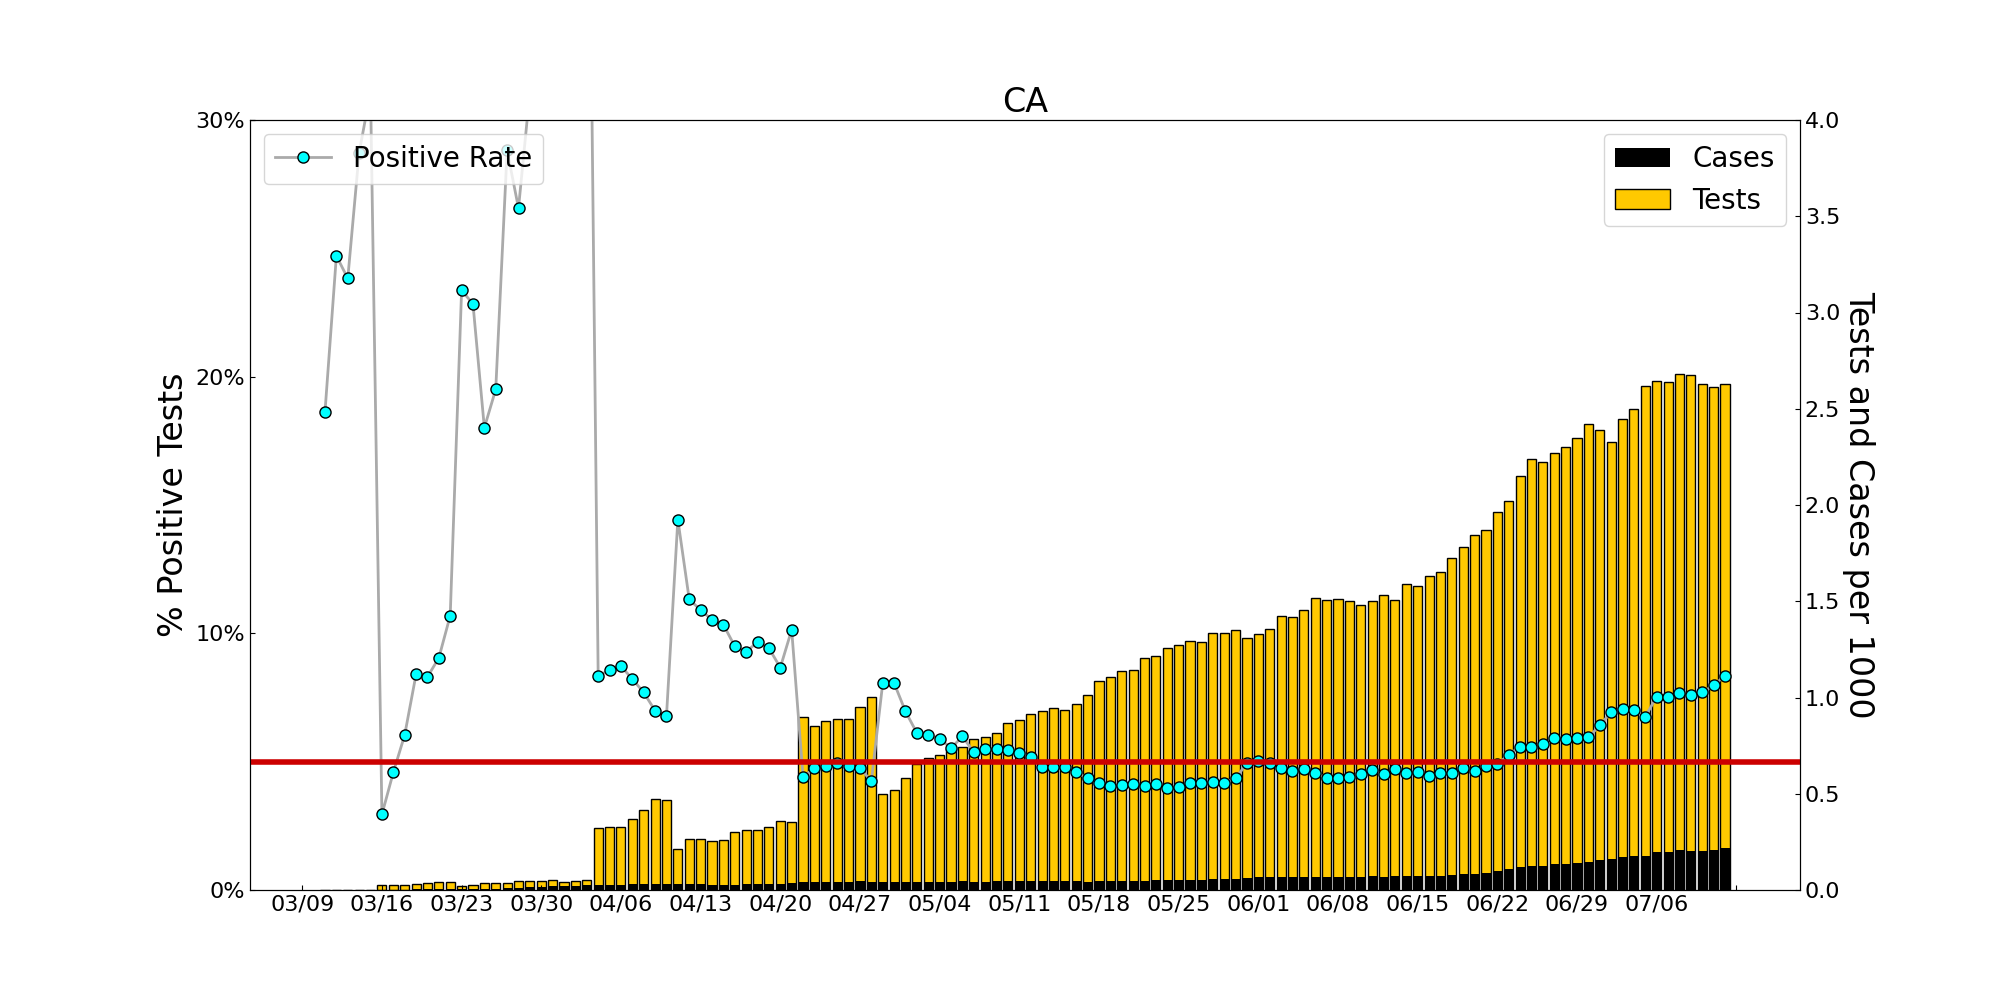 CA
30%
20%
10%
0%
% Positive Tests
Positive Rate
Cases
Tests
4.0
3.5
3.0
2.5
2.0
1.5
1.0
0.5
0.0
Tests and Cases per 1000
03/09 03/16 03/23 03/30 04/06 04/13 04/20 04/27 05/04 05/11 05/18 05/25 06/01 06/08 06/15 06/22 06/29 07/06